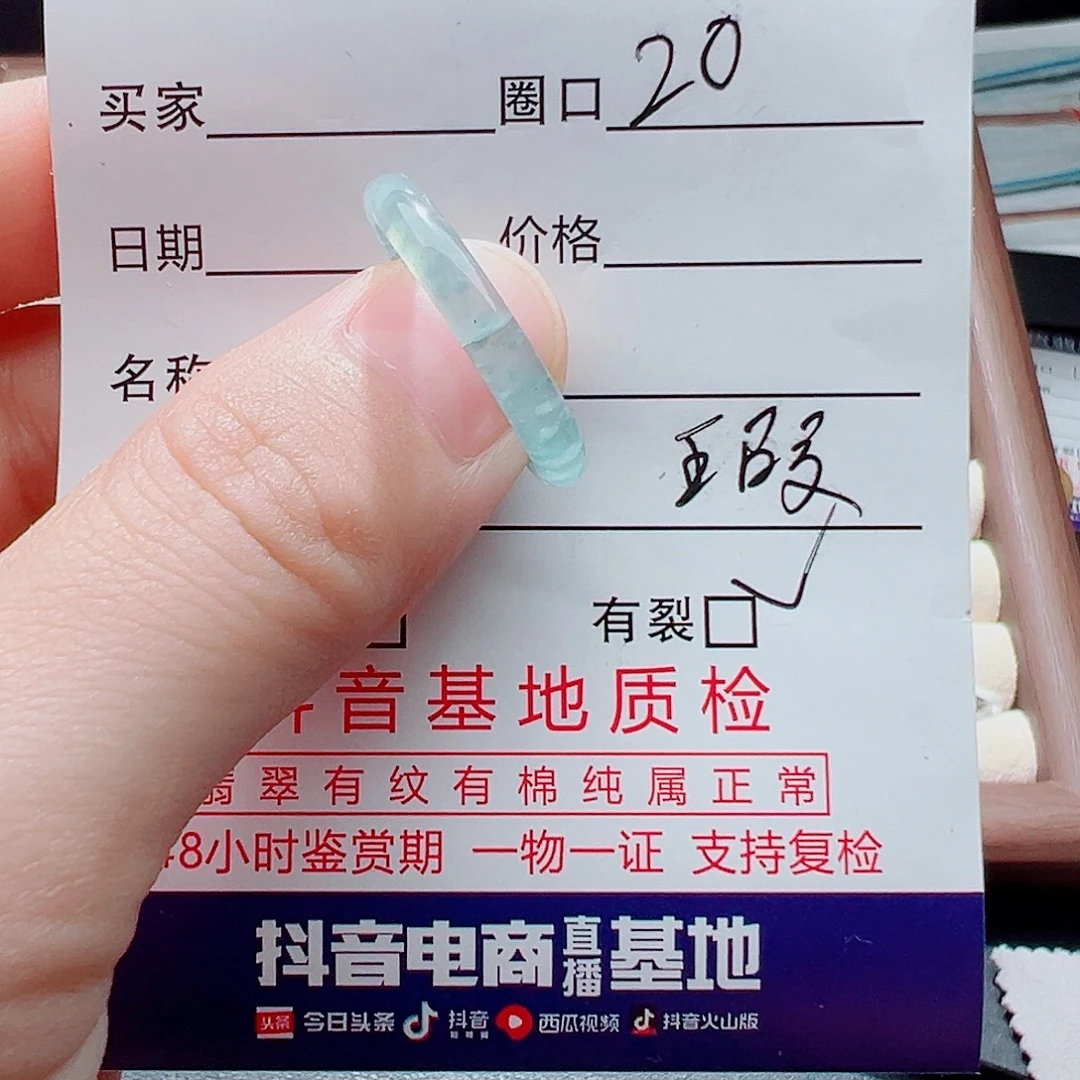 买家 圈口 20
日期 价格
名称
王段
有裂
音基地质检
翡翠有纹有棉纯属正常
48小时鉴赏期 一物一证 支持复检
抖音电商直播基地
头条 今日头条 抖音 西瓜视频 抖音火山版